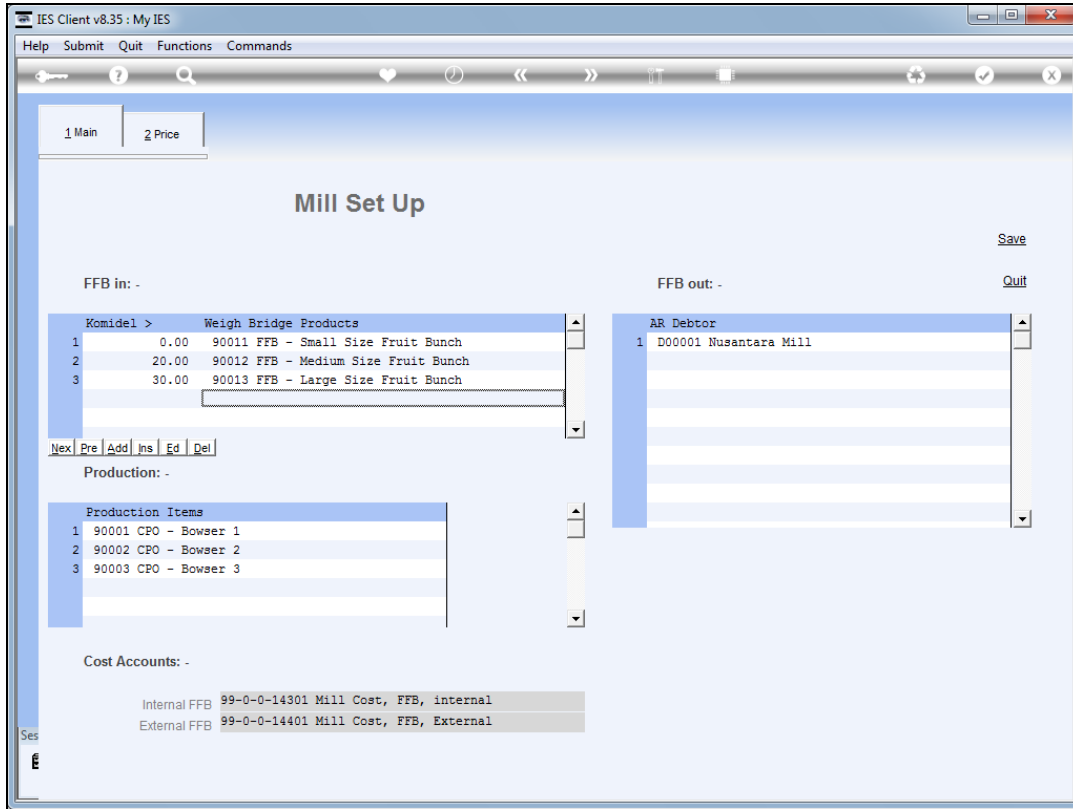 IES Client v8.35 : My IES
Help Submit Quit Functions Commands
1 Main
2 Price
Mill Set Up
Save
Quit
FFB in: -
Komidel > Weigh Bridge Products
1 0.00 90011 FFB - Small Size Fruit Bunch
2 20.00 90012 FFB - Medium Size Fruit Bunch
3 30.00 90013 FFB - Large Size Fruit Bunch
Nex Pre Add Ins Ed Del
FFB out: -
AR Debtor
1 D00001 Nusantara Mill
Production: -
Production Items
1 90001 CPO - Bowser 1
2 90002 CPO - Bowser 2
3 90003 CPO - Bowser 3
Cost Accounts: -
Internal FFB 99-0-0-14301 Mill Cost, FFB, internal
External FFB 99-0-0-14401 Mill Cost, FFB, External
Ses